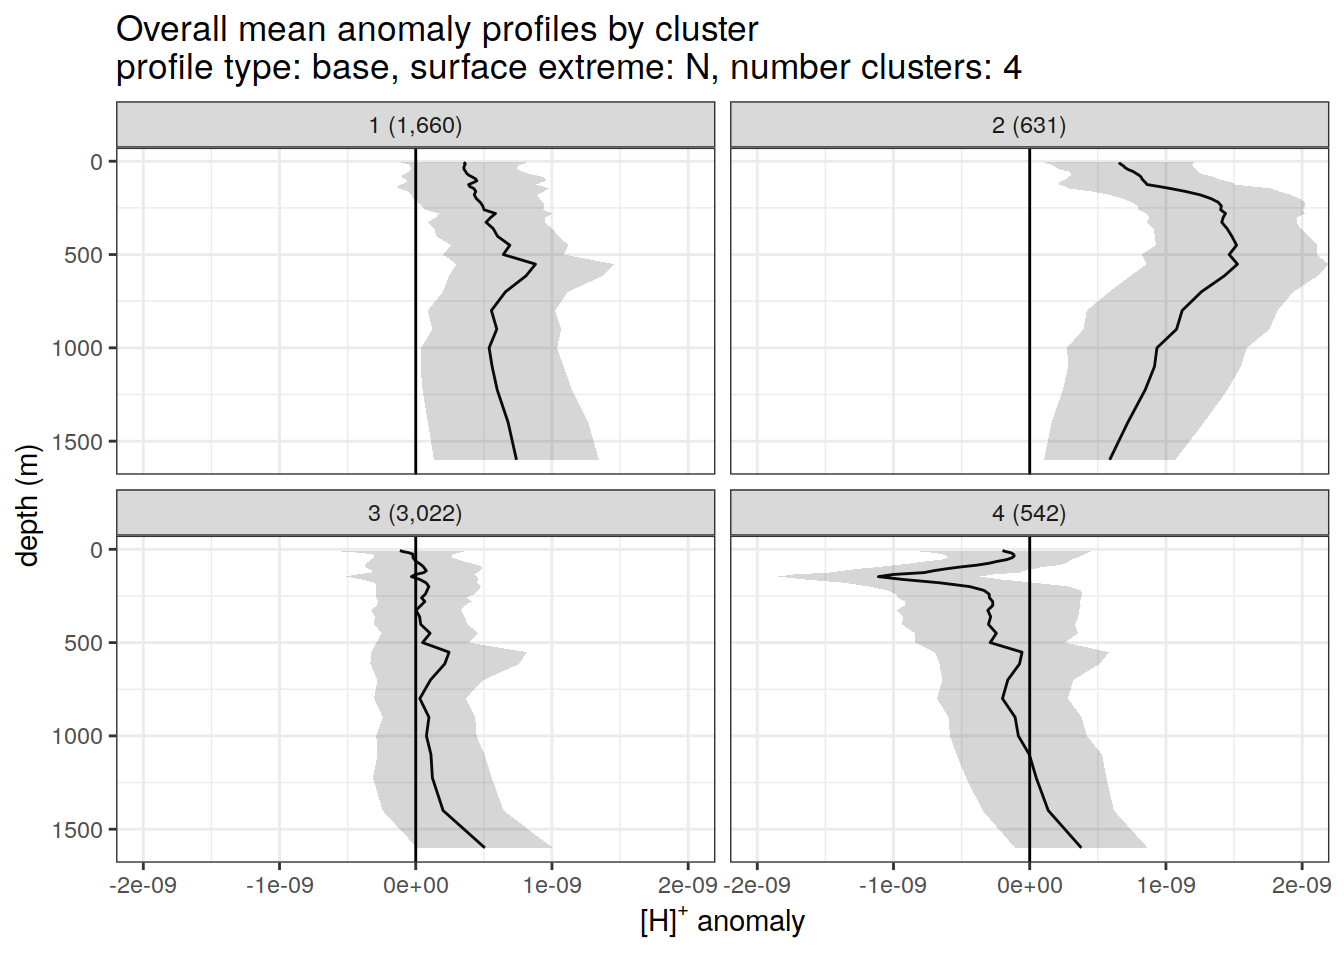 Overall mean anomaly profiles by cluster
profile type: base, surface extreme: N, number clusters: 4
1 (1,660)
2 (631)
0
500
1000
1500
3 (3,022)
4 (542)
0
500
1000
1500
depth (m)
-2e-09 -1e-09 0e+00 1e-09 2e-09 -2e-09 -1e-09 0e+00 1e-09 2e-09
[H]⁺ anomaly